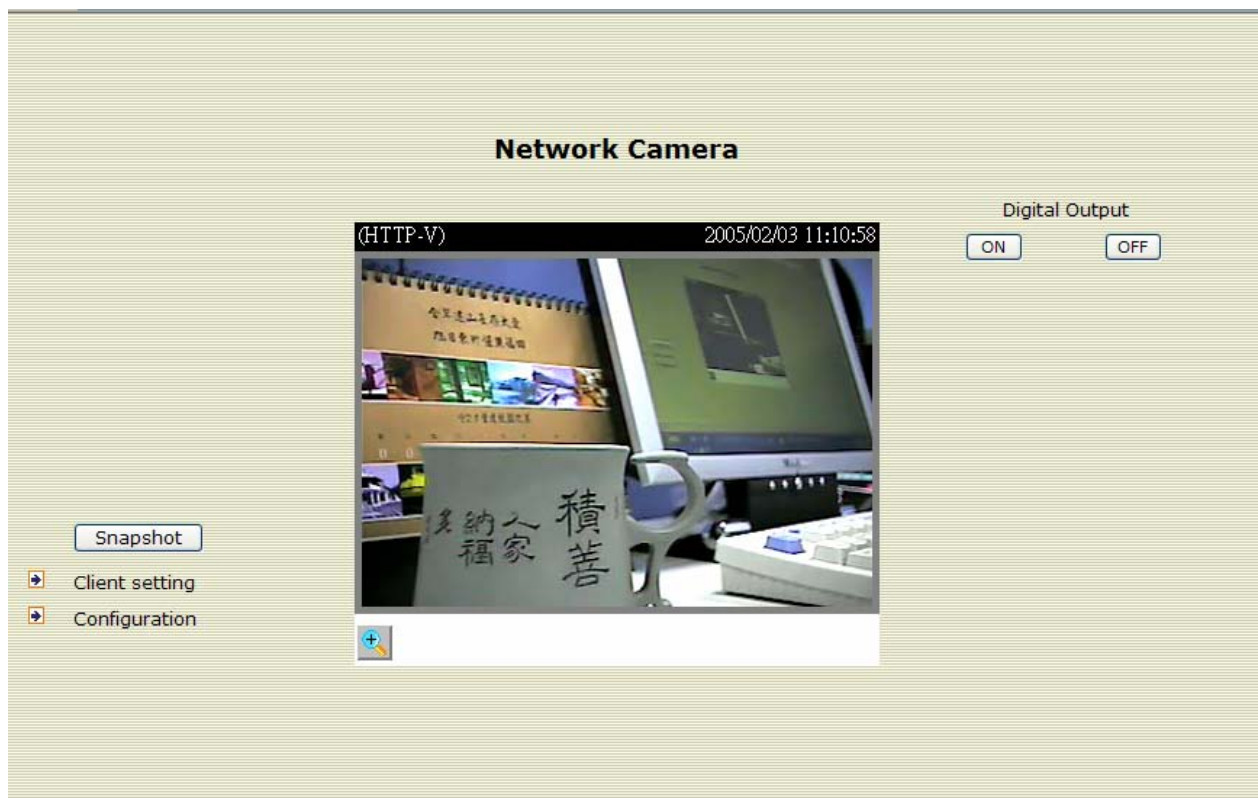 Network Camera
Digital Output
(HTTP-V) 2005/02/03 11:10:58
ON OFF
積善
人家
納福
Snapshot
Client setting
Configuration